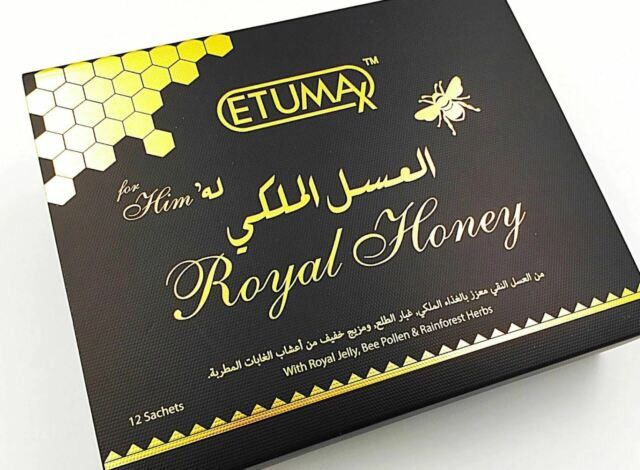 ETUMAX™
العسل الملكي له
for Him
Royal Honey
من العسل النقي معزز بالغذاء الملكي, غبار الطلع, ومزيج خفيف من أعشاب الغابات المطرية.
With Royal Jelly, Bee Pollen & Rainforest Herbs
12 Sachets